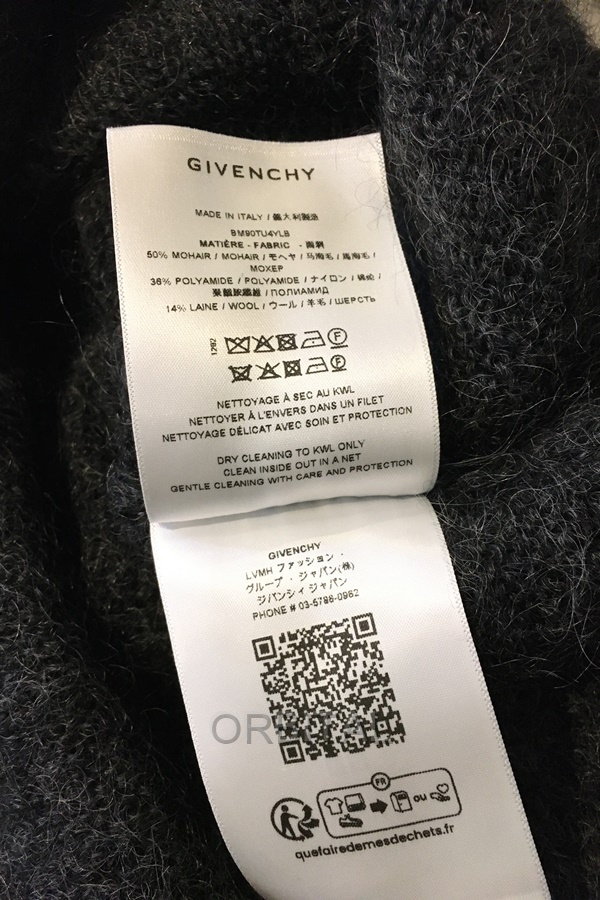 GIVENCHY
MADE IN ITALY / 義大利製造
BM90TU4YLB
MATIÈRE - FABRIC -
50% MOHAIR / MOHAIR / モヘヤ / 马海毛 / 馬海毛 /
МОХЕР
36% POLYAMIDE / POLYAMIDE / ナイロン / 锦纶 /
聚醯胺纖維 / ПОЛИАМИД
14% LAINE / WOOL / ウール / 羊毛 / ШЕРСТЬ
1292
F
F
NETTOYAGE À SEC AU KWL
NETTOYER À L'ENVERS DANS UN FILET
NETTOYAGE DÉLICAT AVEC SOIN ET PROTECTION
DRY CLEANING TO KWL ONLY
CLEAN INSIDE OUT IN A NET
GENTLE CLEANING WITH CARE AND PROTECTION
GIVENCHY
LVMH ファッション・
グループ・ジャパン(株)
ジバンシィ ジャパン
PHONE # 03-5786-0962
FR
OU
quefairedemesdechets.fr